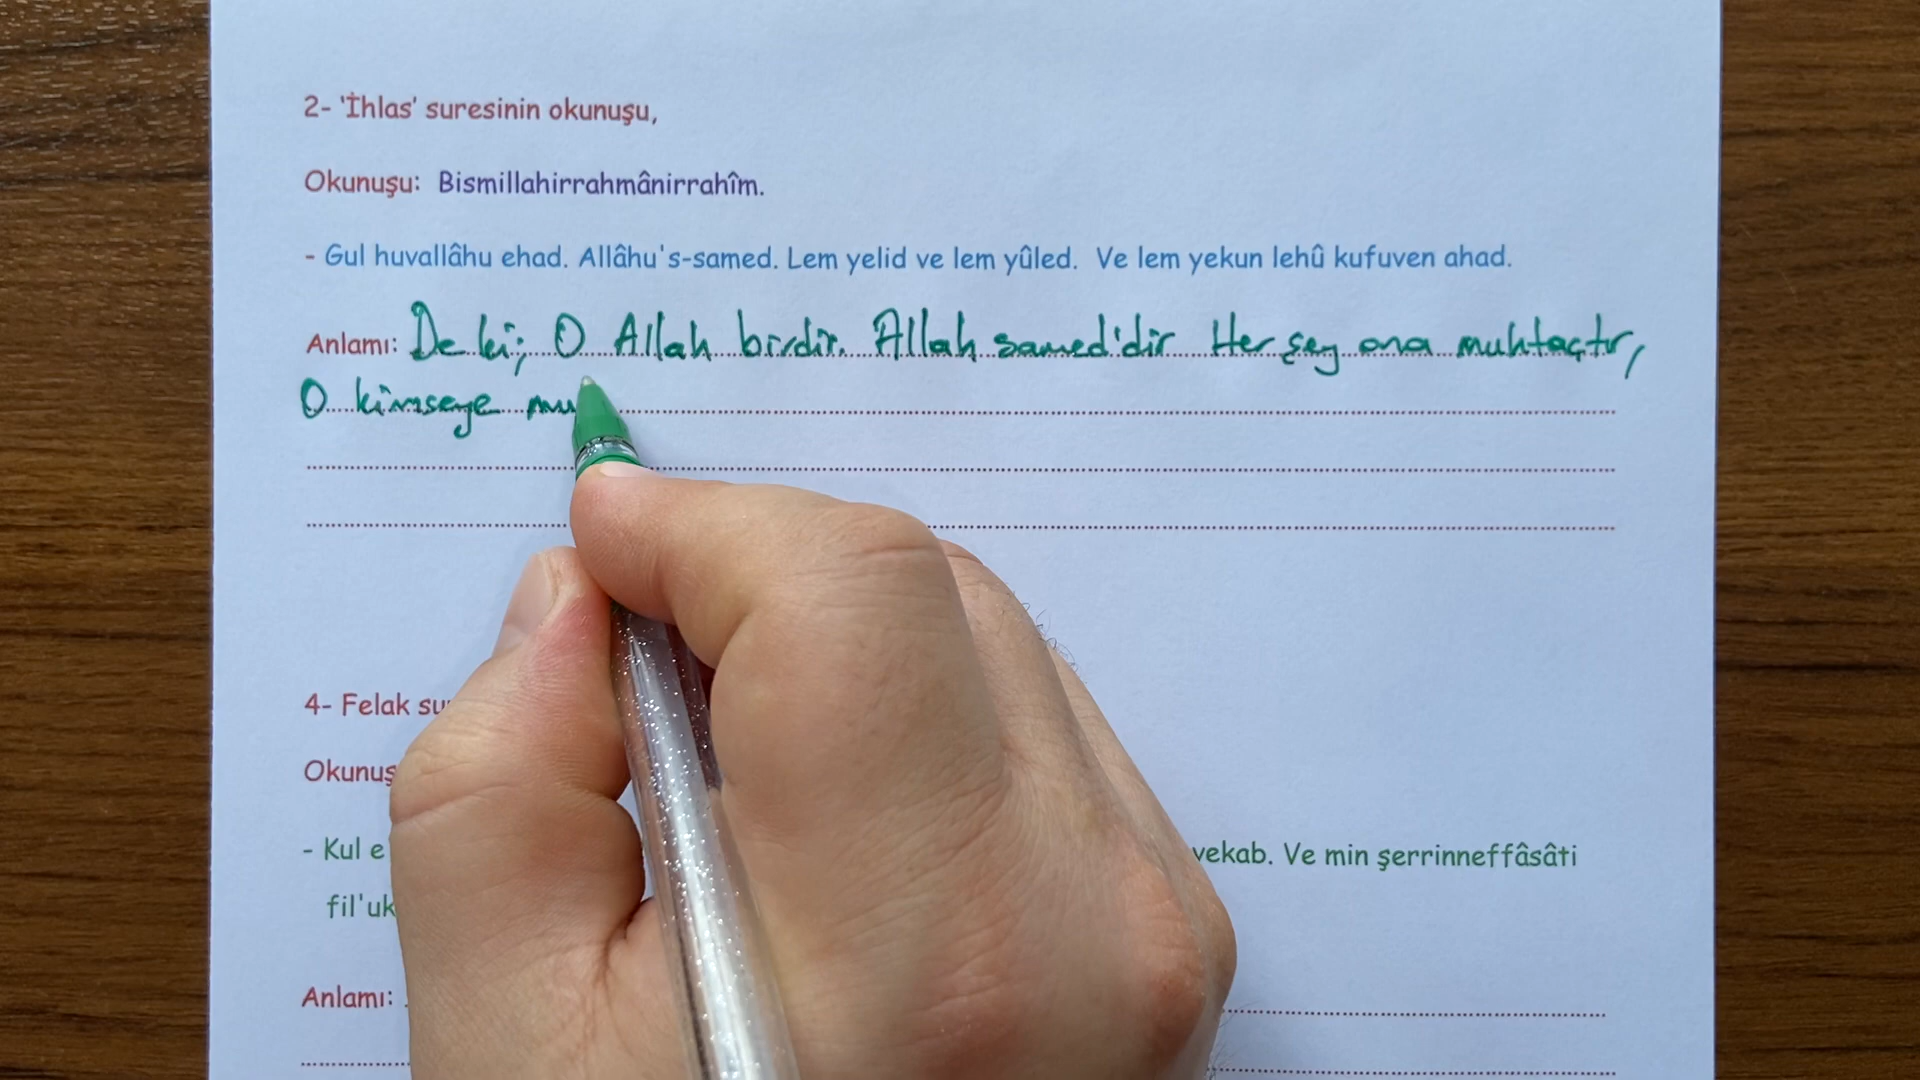 2- 'İhlas' suresinin okunuşu,
Okunuşu: Bismillahirrahmânirrahîm.
- Gul huvallâhu ehad. Allâhu's-samed. Lem yelid ve lem yûled. Ve lem yekun lehû kufuven ahad.
Anlamı: De ki; O Allah birdir. Allah samed'dir Her şey ona muhtaçtır,
O kimseye mu
4- Felak su
Okunuş
- Kul e vekab. Ve min şerrinneffâsâti
fil'uk
Anlamı: